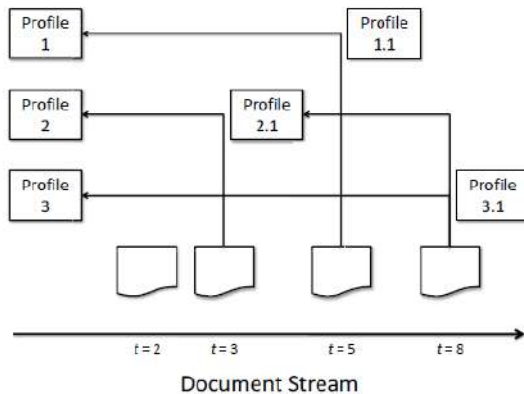 Profile
1
Profile
1.1
Profile
2
Profile
2.1
Profile
3
Profile
3.1
t = 2
t = 3
t = 5
t = 8
Document Stream